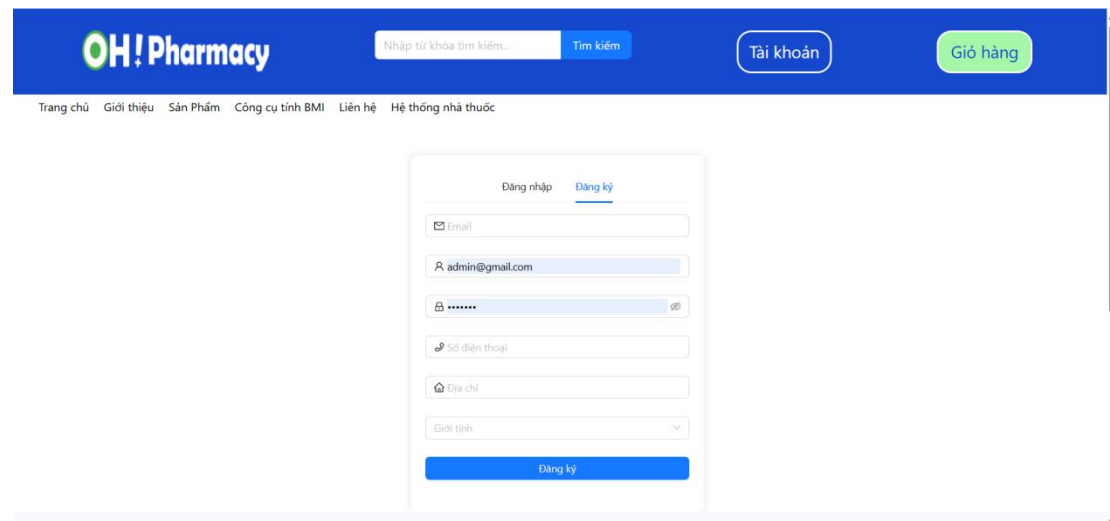 OH! Pharmacy
Nhập từ khóa tìm kiếm... Tìm kiếm
Tài khoản
Giỏ hàng
Trang chủ Giới thiệu Sản Phẩm Công cụ tính BMI Liên hệ Hệ thống nhà thuốc
Đăng nhập Đăng ký
Email
admin@gmail.com
•••••••
Số điện thoại
Địa chỉ
Giới tính
Đăng ký